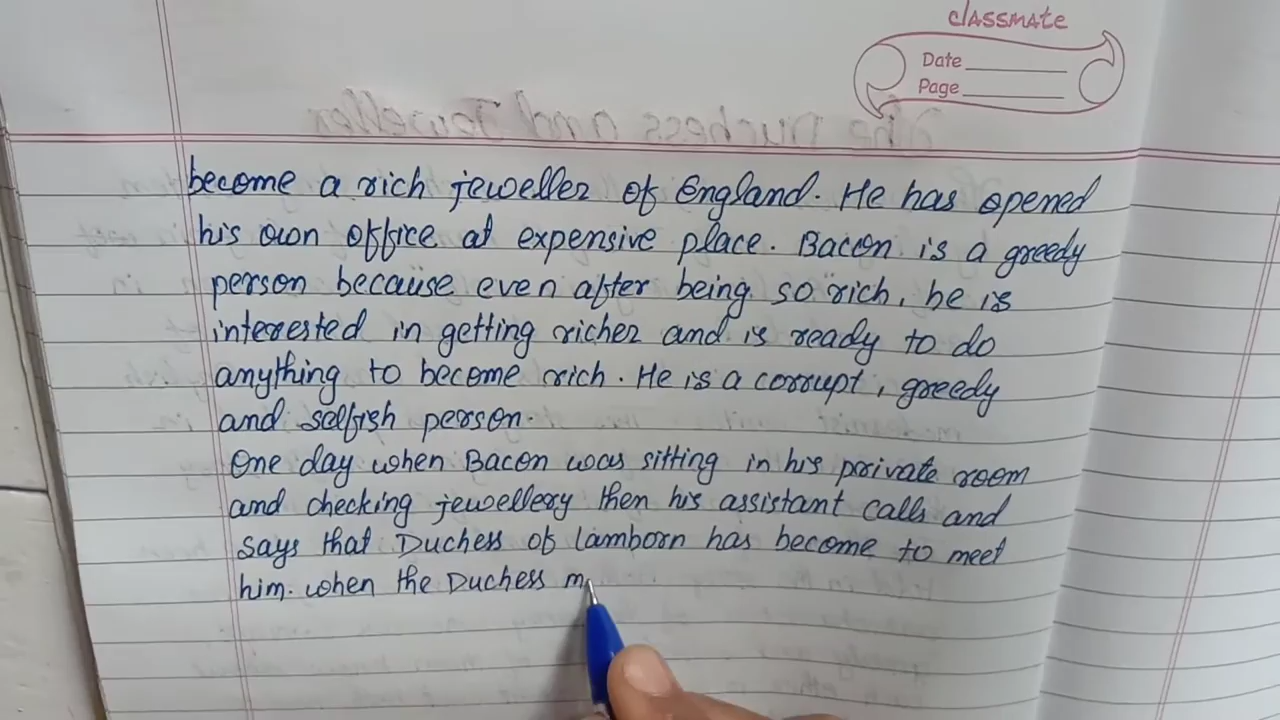 classmate
Date
Page
The Duchess and Jeweller
become a rich jeweller of England. He has opened
his own office at expensive place. Bacon is a greedy
person because even after being so rich, he is
interested in getting richer and is ready to do
anything to become rich. He is a corrupt, greedy
and selfish person.
One day when Bacon was sitting in his private room
and checking jewellery then his assistant calls and
says that Duchess of Lamborn has become to meet
him. when the Duchess m